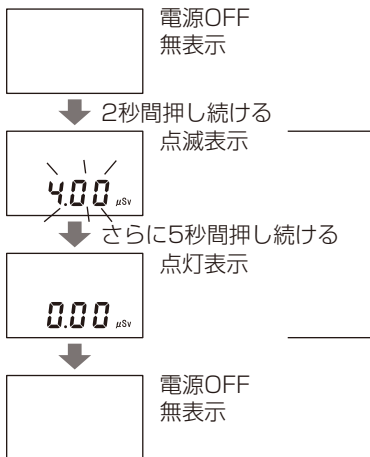 電源OFF
無表示
2秒間押し続ける
点滅表示
4.00 μSv
さらに5秒間押し続ける
点灯表示
0.00 μSv
電源OFF
無表示